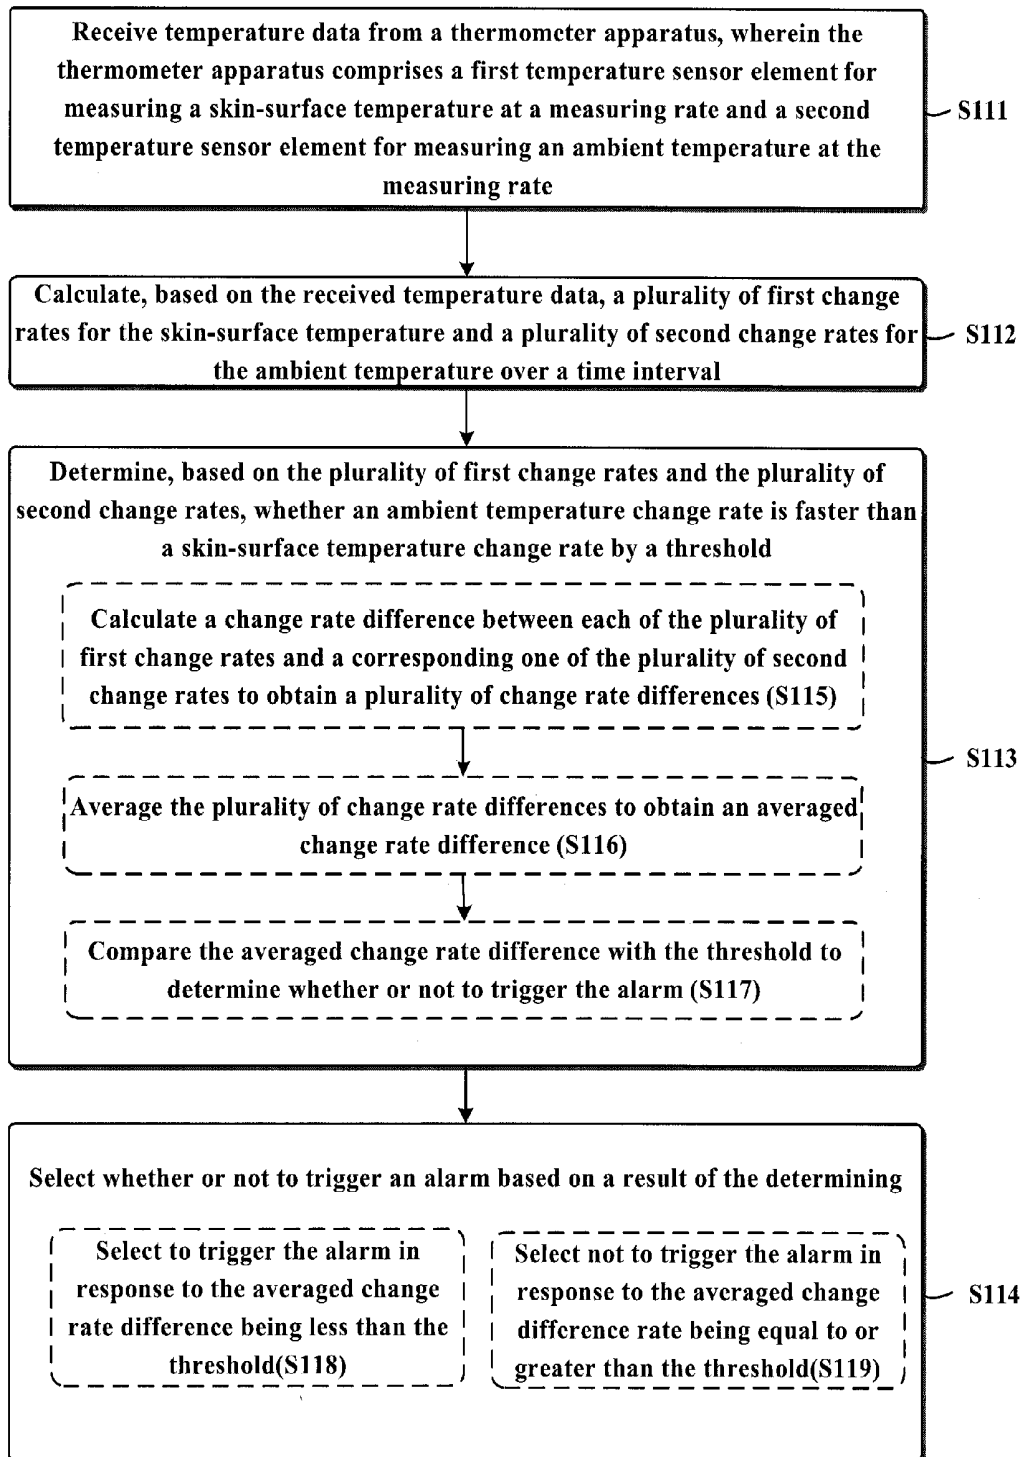 Receive temperature data from a thermometer apparatus, wherein the
thermometer apparatus comprises a first temperature sensor element for
measuring a skin-surface temperature at a measuring rate and a second
temperature sensor element for measuring an ambient temperature at the
measuring rate
S111
Calculate, based on the received temperature data, a plurality of first change
rates for the skin-surface temperature and a plurality of second change rates for
the ambient temperature over a time interval
S112
Determine, based on the plurality of first change rates and the plurality of
second change rates, whether an ambient temperature change rate is faster than
a skin-surface temperature change rate by a threshold
Calculate a change rate difference between each of the plurality of
first change rates and a corresponding one of the plurality of second
change rates to obtain a plurality of change rate differences (S115)
Average the plurality of change rate differences to obtain an averaged
change rate difference (S116)
Compare the averaged change rate difference with the threshold to
determine whether or not to trigger the alarm (S117)
S113
Select whether or not to trigger an alarm based on a result of the determining
Select to trigger the alarm in
response to the averaged change
rate difference being less than the
threshold(S118)
Select not to trigger the alarm in
response to the averaged change
difference rate being equal to or
greater than the threshold(S119)
S114